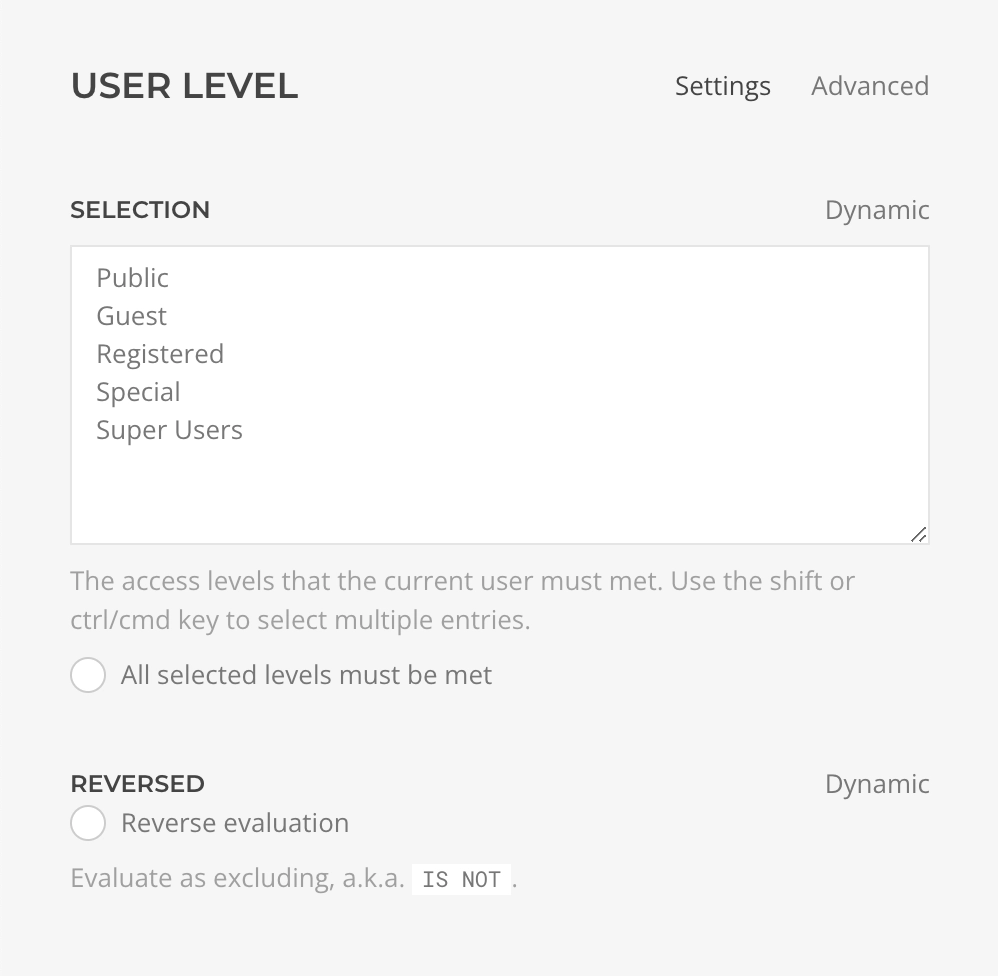 USER LEVEL
Settings
Advanced
SELECTION
Dynamic
Public
Guest
Registered
Special
Super Users
The access levels that the current user must met. Use the shift or
ctrl/cmd key to select multiple entries.
All selected levels must be met
REVERSED
Dynamic
Reverse evaluation
Evaluate as excluding, a.k.a. IS NOT .